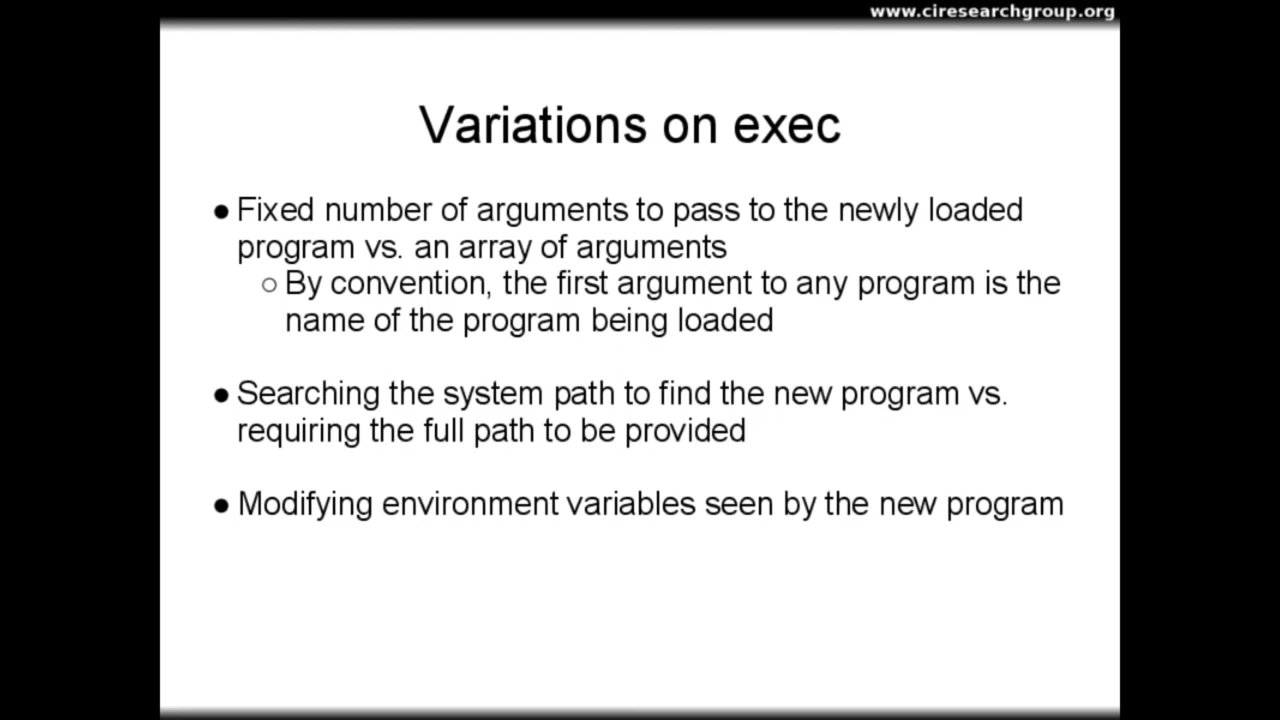 www.ciresearchgroup.org
Variations on exec
● Fixed number of arguments to pass to the newly loaded
program vs. an array of arguments
○ By convention, the first argument to any program is the
name of the program being loaded
● Searching the system path to find the new program vs.
requiring the full path to be provided
● Modifying environment variables seen by the new program